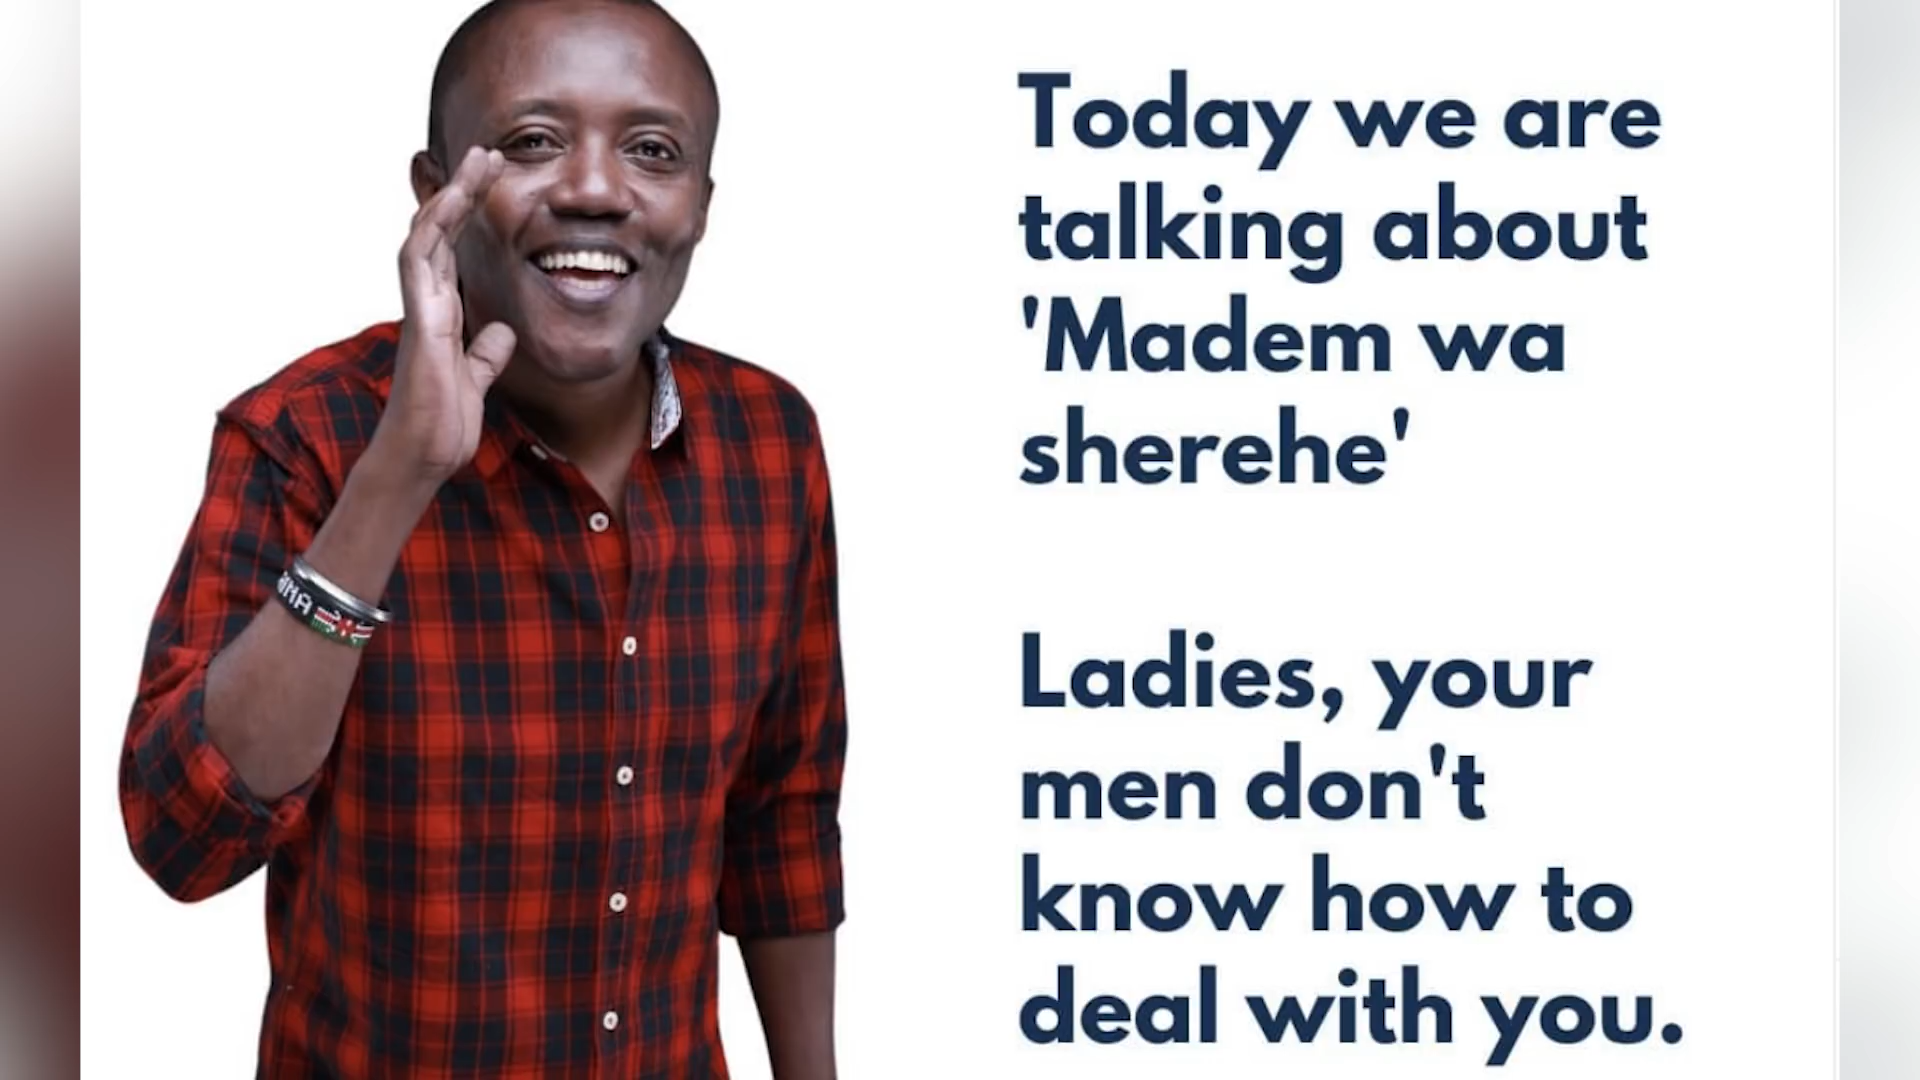 Today we are
talking about
'Madem wa
sherehe'
Ladies, your
men don't
know how to
deal with you.